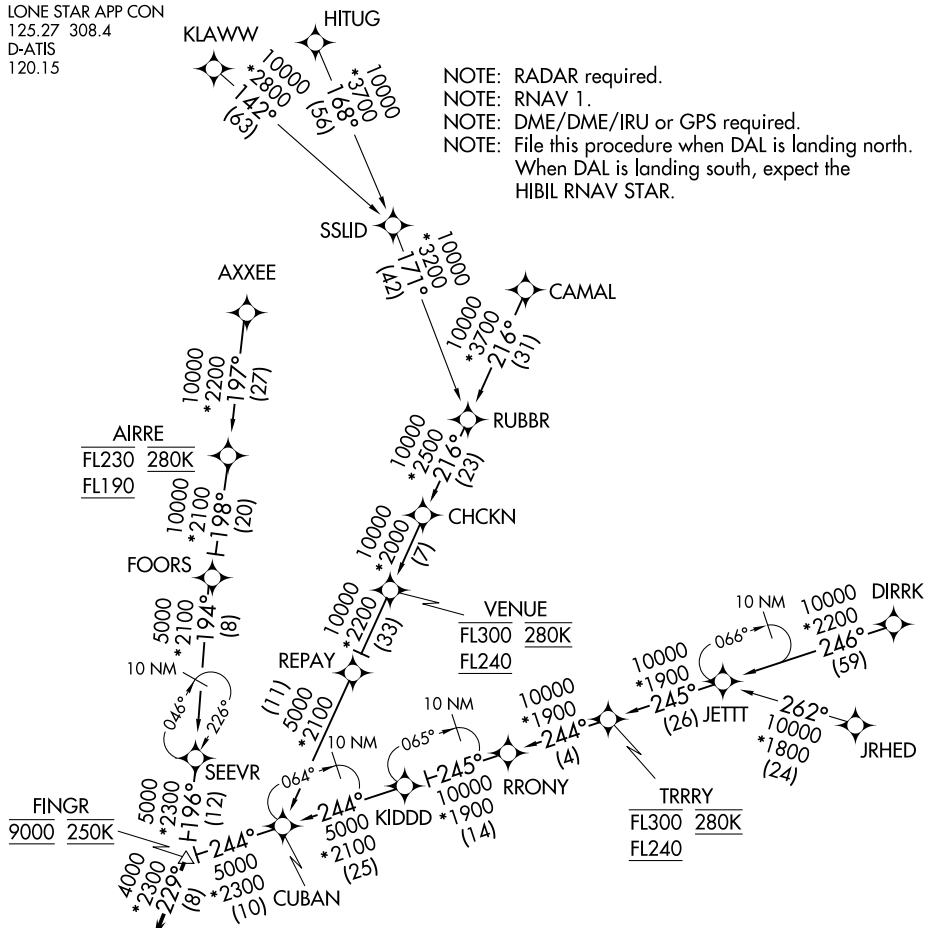 LONE STAR APP CON
125.27 308.4
D-ATIS
120.15
KLAWW
HITUG
10000
*2800
142°
(63)
10000
*3700
168°
(56)
NOTE: RADAR required.
NOTE: RNAV 1.
NOTE: DME/DME/IRU or GPS required.
NOTE: File this procedure when DAL is landing north.
When DAL is landing south, expect the
HIBIL RNAV STAR.
SSLID
10000
*3200
171°
(42)
AXXEE
CAMAL
10000
*3700
216°
(31)
10000
*2200
197°
(27)
RUBBR
AIRRE
FL230 280K
FL190
10000
*2500
216°
(23)
10000
*2100
198°
(20)
CHCKN
10000
*2000
(7)
FOORS
VENUE
FL300 280K
FL240
5000
*2100
194°
(8)
10000
*2200
(33)
DIRRK
10 NM
066°
10000
*2200
246°
(59)
REPAY
10 NM
046°
226°
(11)
5000
*2100
10000
*1900
245°
(26)
JETTT
262°
10000
*1800
(24)
JRHED
10000
*1900
244°
(4)
10 NM
065°
SEEVR
10 NM
064°
RRONY
TRRRY
FL300 280K
FL240
245°
10000
*1900
(14)
KIDDD
FINGR
9000 250K
5000
*2300
196°
(12)
244°
5000
*2100
(25)
244°
5000
*2300
(10)
CUBAN
4000
*2300
229°
(8)